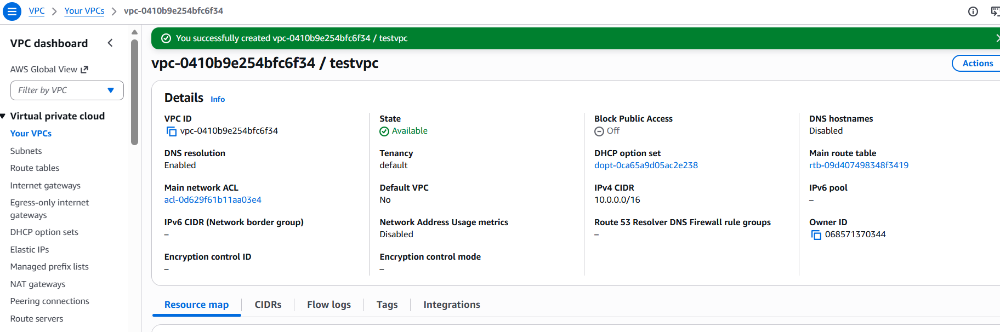 VPC > Your VPCs > vpc-0410b9e254bfc6f34
VPC dashboard
AWS Global View
Filter by VPC
Virtual private cloud
Your VPCs
Subnets
Route tables
Internet gateways
Egress-only internet
gateways
DHCP option sets
Elastic IPs
Managed prefix lists
NAT gateways
Peering connections
Route servers
You successfully created vpc-0410b9e254bfc6f34 / testvpc
vpc-0410b9e254bfc6f34 / testvpc
Actions
Details Info
VPC ID
vpc-0410b9e254bfc6f34
State
Available
Block Public Access
Off
DNS hostnames
Disabled
DNS resolution
Enabled
Tenancy
default
DHCP option set
dopt-0ca65a9d05ac2e238
Main route table
rtb-09d407498348f3419
Main network ACL
acl-0d629f61b11aa03e4
Default VPC
No
IPv4 CIDR
10.0.0.0/16
IPv6 pool
–
IPv6 CIDR (Network border group)
–
Network Address Usage metrics
Disabled
Route 53 Resolver DNS Firewall rule groups
–
Owner ID
068571370344
Encryption control ID
–
Encryption control mode
–
Resource map
CIDRs
Flow logs
Tags
Integrations